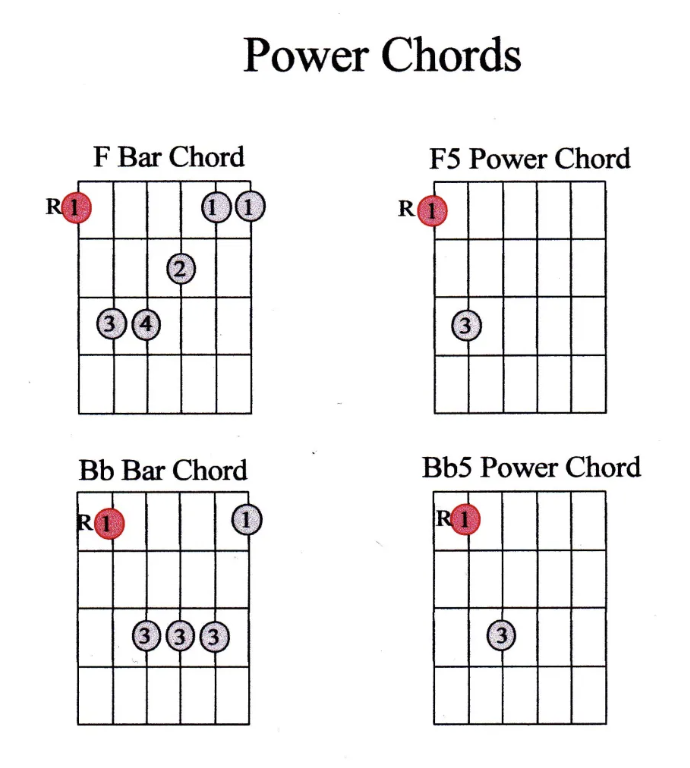 Power Chords
F Bar Chord
R 1 1 1
2
3 4
F5 Power Chord
R 1
3
Bb Bar Chord
R 1 1
3 3 3
Bb5 Power Chord
R 1
3